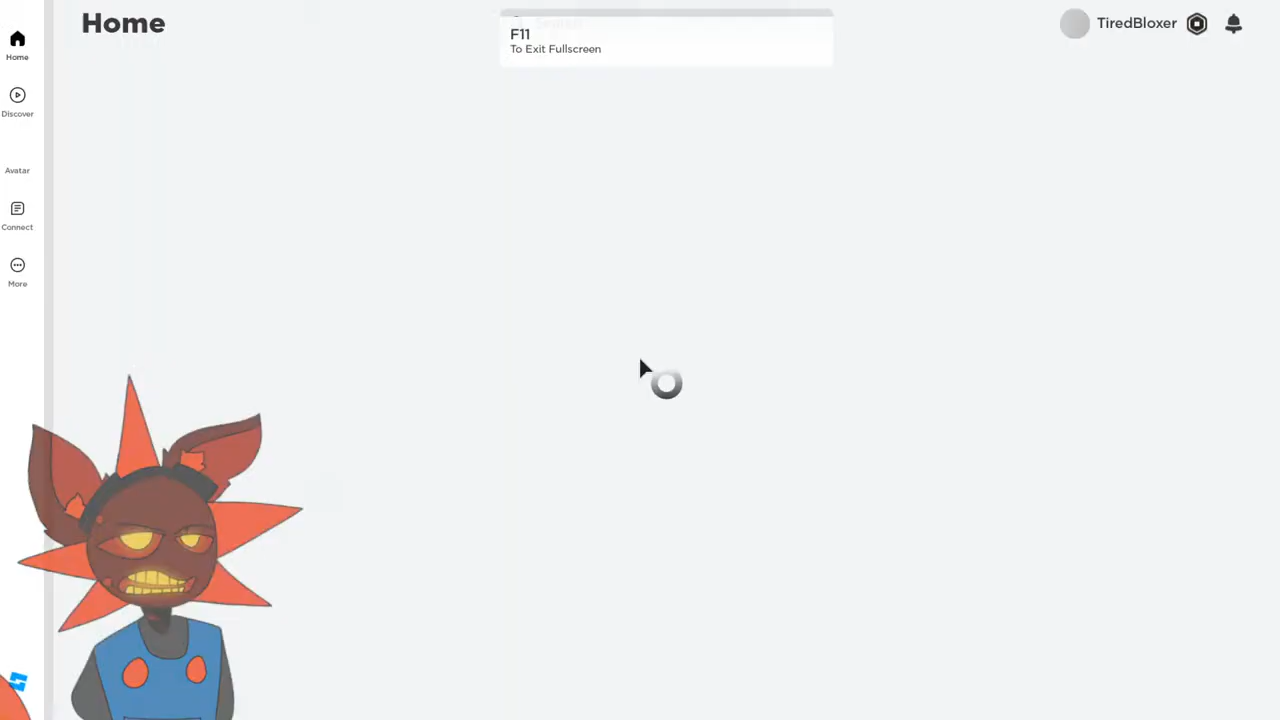 Home
F11
To Exit Fullscreen
TiredBloxer
Home
Discover
Avatar
Connect
More